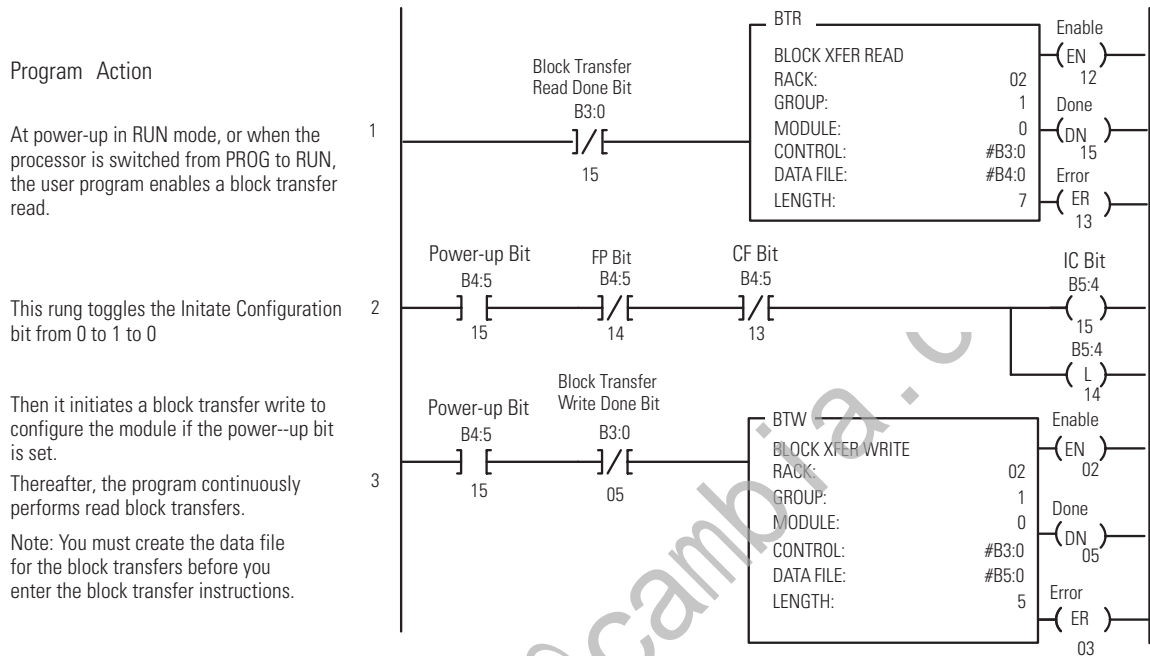 Program Action
At power-up in RUN mode, or when the
processor is switched from PROG to RUN,
the user program enables a block transfer
read.
1
Block Transfer
Read Done Bit
B3:0
15
BTR
BLOCK XFER READ
RACK: 02
GROUP: 1
MODULE: 0
CONTROL: #B3:0
DATA FILE: #B4:0
LENGTH: 7
Enable
EN
12
Done
DN
15
Error
ER
13
This rung toggles the Initate Configuration
bit from 0 to 1 to 0
2
Power-up Bit
B4:5
15
FP Bit
B4:5
14
CF Bit
B4:5
13
IC Bit
B5:4
15
B5:4
L
14
Then it initiates a block transfer write to
configure the module if the power--up bit
is set.
Thereafter, the program continuously
performs read block transfers.
Note: You must create the data file
for the block transfers before you
enter the block transfer instructions.
3
Power-up Bit
B4:5
15
Block Transfer
Write Done Bit
B3:0
05
BTW
BLOCK XFER WRITE
RACK: 02
GROUP: 1
MODULE: 0
CONTROL: #B3:0
DATA FILE: #B5:0
LENGTH: 5
Enable
EN
02
Done
DN
05
Error
ER
03